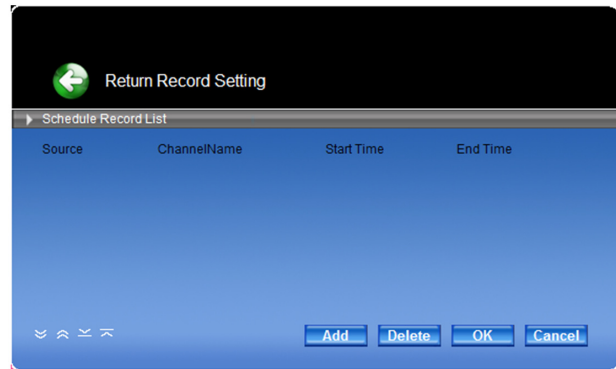 Return Record Setting
Schedule Record List
Source ChannelName Start Time End Time
Add Delete OK Cancel